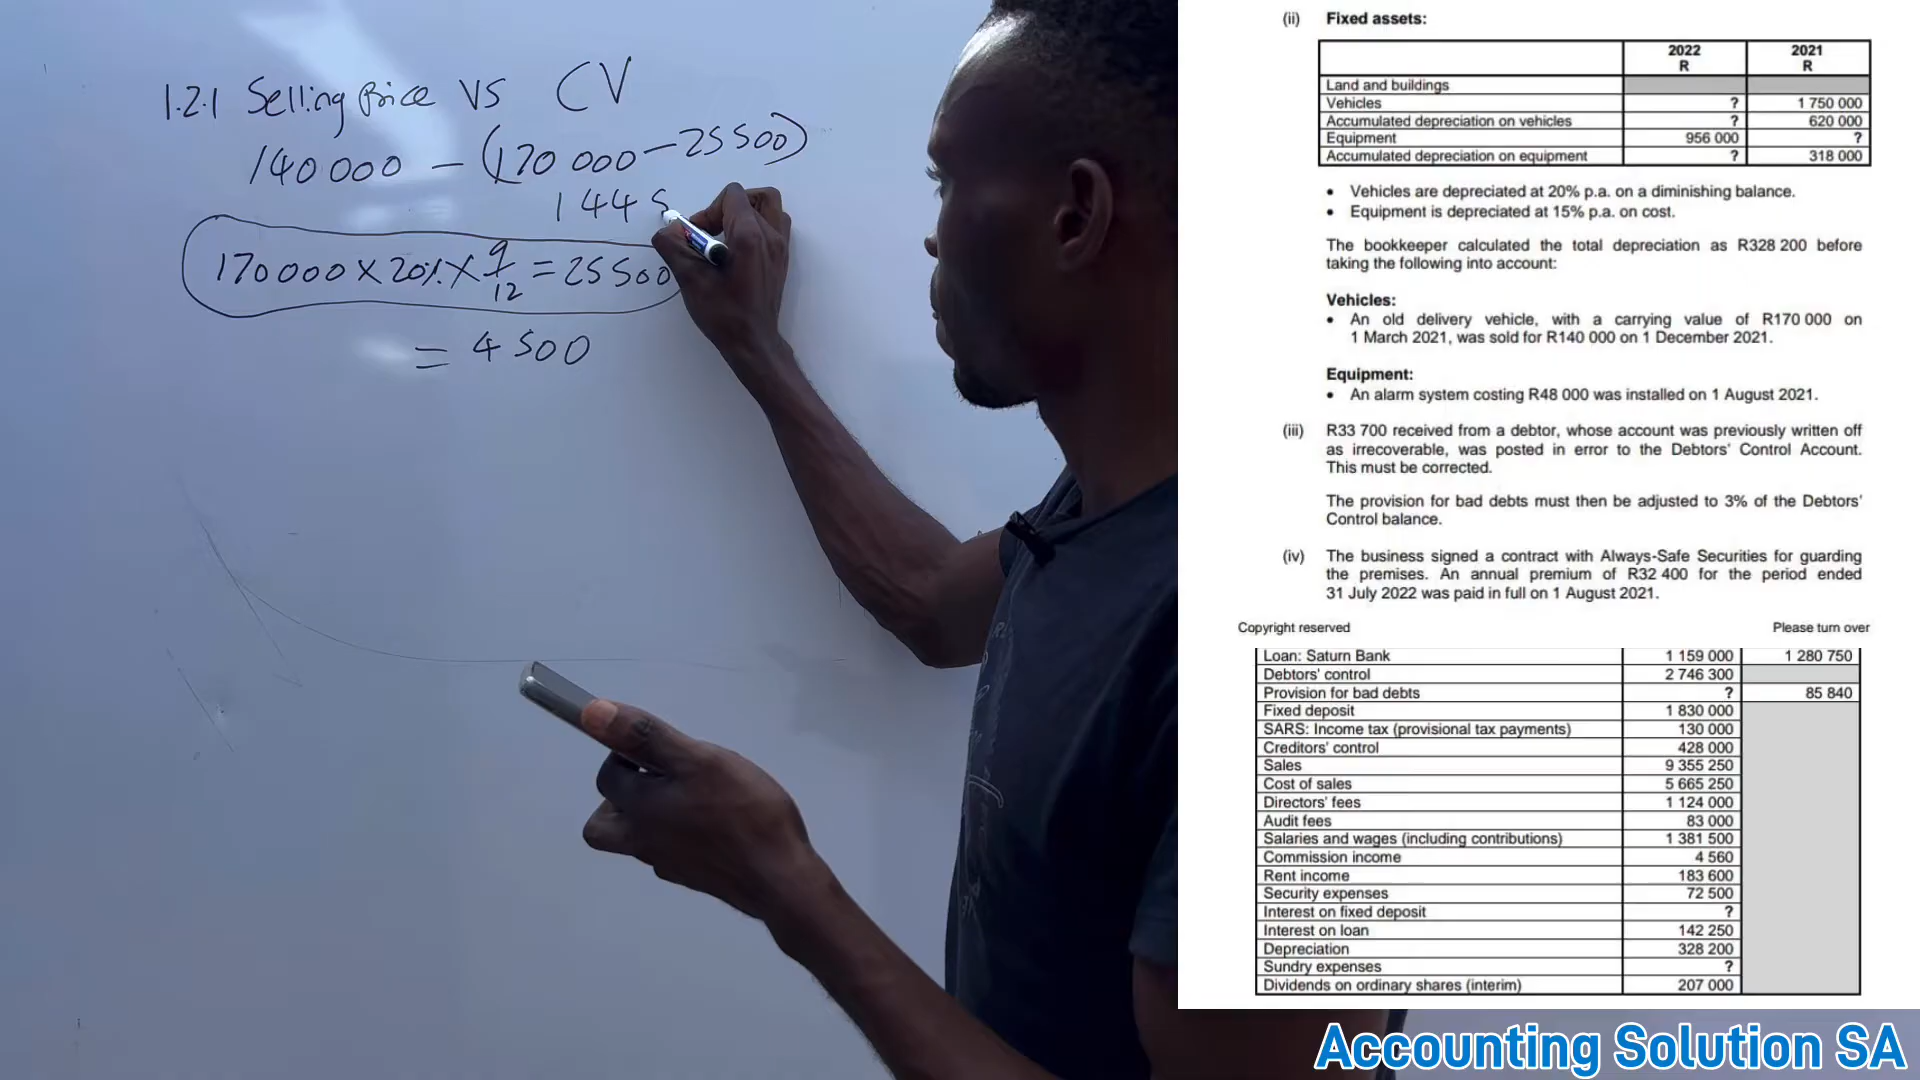 1.2.1 Selling Price VS CV
140 000 - (170 000 - 25 500)
144 5
170000 X 20% X 9/12 = 25 500
= 4 500
(ii) Fixed assets:
2022 R 2021 R
Land and buildings
Vehicles ? 1 750 000
Accumulated depreciation on vehicles ? 620 000
Equipment 956 000 ?
Accumulated depreciation on equipment ? 318 000
• Vehicles are depreciated at 20% p.a. on a diminishing balance.
• Equipment is depreciated at 15% p.a. on cost.
The bookkeeper calculated the total depreciation as R328 200 before
taking the following into account:
Vehicles:
• An old delivery vehicle, with a carrying value of R170 000 on
1 March 2021, was sold for R140 000 on 1 December 2021.
Equipment:
• An alarm system costing R48 000 was installed on 1 August 2021.
(iii) R33 700 received from a debtor, whose account was previously written off
as irrecoverable, was posted in error to the Debtors' Control Account.
This must be corrected.
The provision for bad debts must then be adjusted to 3% of the Debtors'
Control balance.
(iv) The business signed a contract with Always-Safe Securities for guarding
the premises. An annual premium of R32 400 for the period ended
31 July 2022 was paid in full on 1 August 2021.
Copyright reserved Please turn over
Loan: Saturn Bank 1 159 000 1 280 750
Debtors' control 2 746 300
Provision for bad debts ? 85 840
Fixed deposit 1 830 000
SARS: Income tax (provisional tax payments) 130 000
Creditors' control 428 000
Sales 9 355 250
Cost of sales 5 665 250
Directors' fees 1 124 000
Audit fees 83 000
Salaries and wages (including contributions) 1 381 500
Commission income 4 560
Rent income 183 600
Security expenses 72 500
Interest on fixed deposit ?
Interest on loan 142 250
Depreciation 328 200
Sundry expenses ?
Dividends on ordinary shares (interim) 207 000
Accounting Solution SA